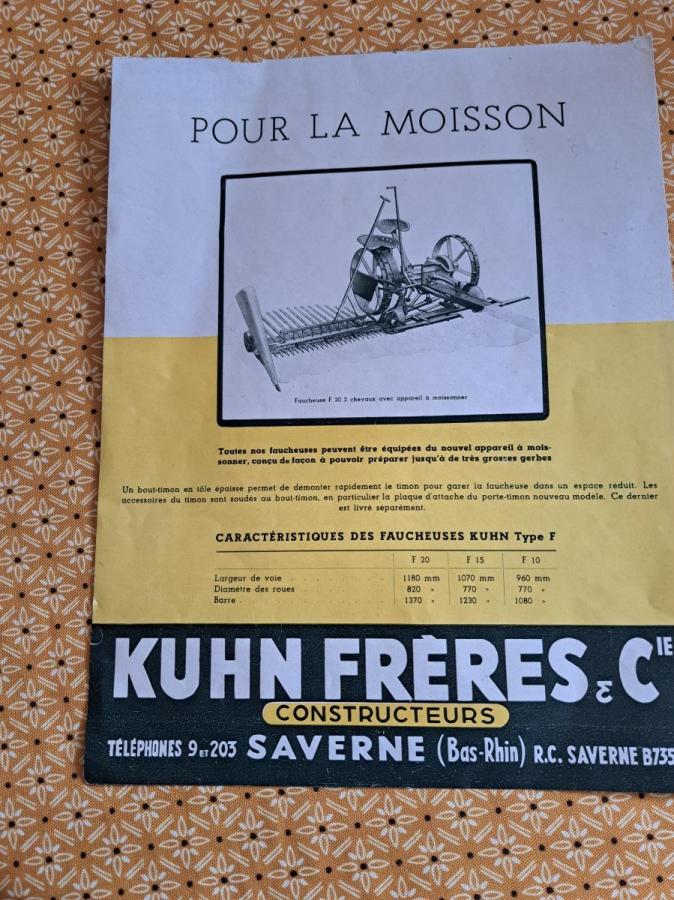 POUR LA MOISSON
Faucheuse F 20 2 chevaux avec appareil à moissonner
Toutes nos faucheuses peuvent être équipées du nouvel appareil à mois-
sonner, conçu de façon à pouvoir préparer jusqu'à de très grosses gerbes
Un bout-timon en tôle épaisse permet de démonter rapidement le timon pour garer la faucheuse dans un espace réduit. Les
accessoires du timon sont soudés au bout-timon, en particulier la plaque d'attache du porte-timon nouveau modele. Ce dernier
est livré séparément.
CARACTÉRISTIQUES DES FAUCHEUSES KUHN Type F
F 20 F 15 F 10
Largeur de voie . . . . . . . . . . 1180 mm 1070 mm 960 mm
Diamètre des roues . . . . . . . . . 820 » 770 » 770 »
Barre . . . . . . . . . . . . . . 1370 » 1230 » 1080 »
KUHN FRÈRES & CIE
CONSTRUCTEURS
TÉLÉPHONES 9 ET 203 SAVERNE (Bas-Rhin) R.C. SAVERNE B735